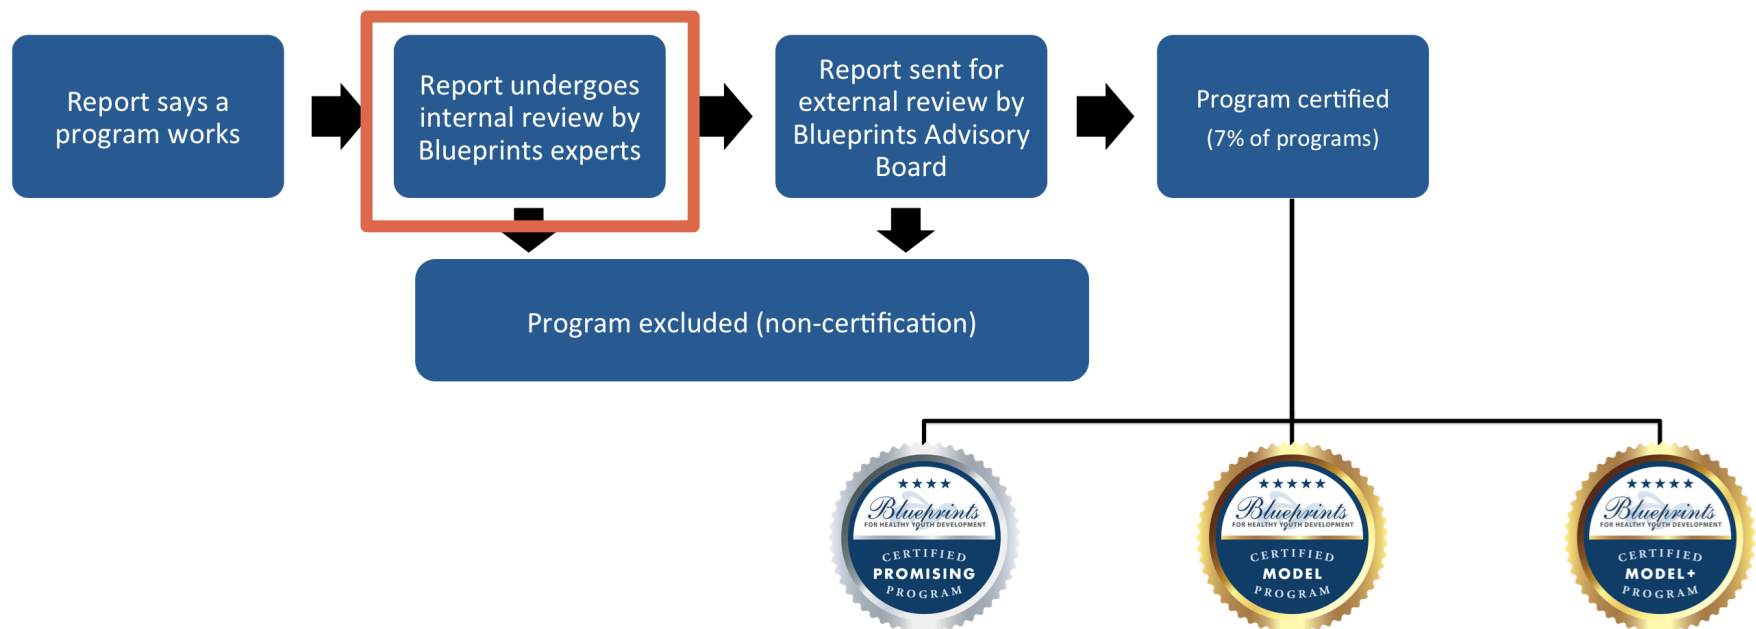 Report says a
program works
Report undergoes
internal review by
Blueprints experts
Report sent for
external review by
Blueprints Advisory
Board
Program certified
(7% of programs)
Program excluded (non-certification)
Blueprints
FOR HEALTHY YOUTH DEVELOPMENT
CERTIFIED
PROMISING
PROGRAM
Blueprints
FOR HEALTHY YOUTH DEVELOPMENT
CERTIFIED
MODEL
PROGRAM
Blueprints
FOR HEALTHY YOUTH DEVELOPMENT
CERTIFIED
MODEL+
PROGRAM